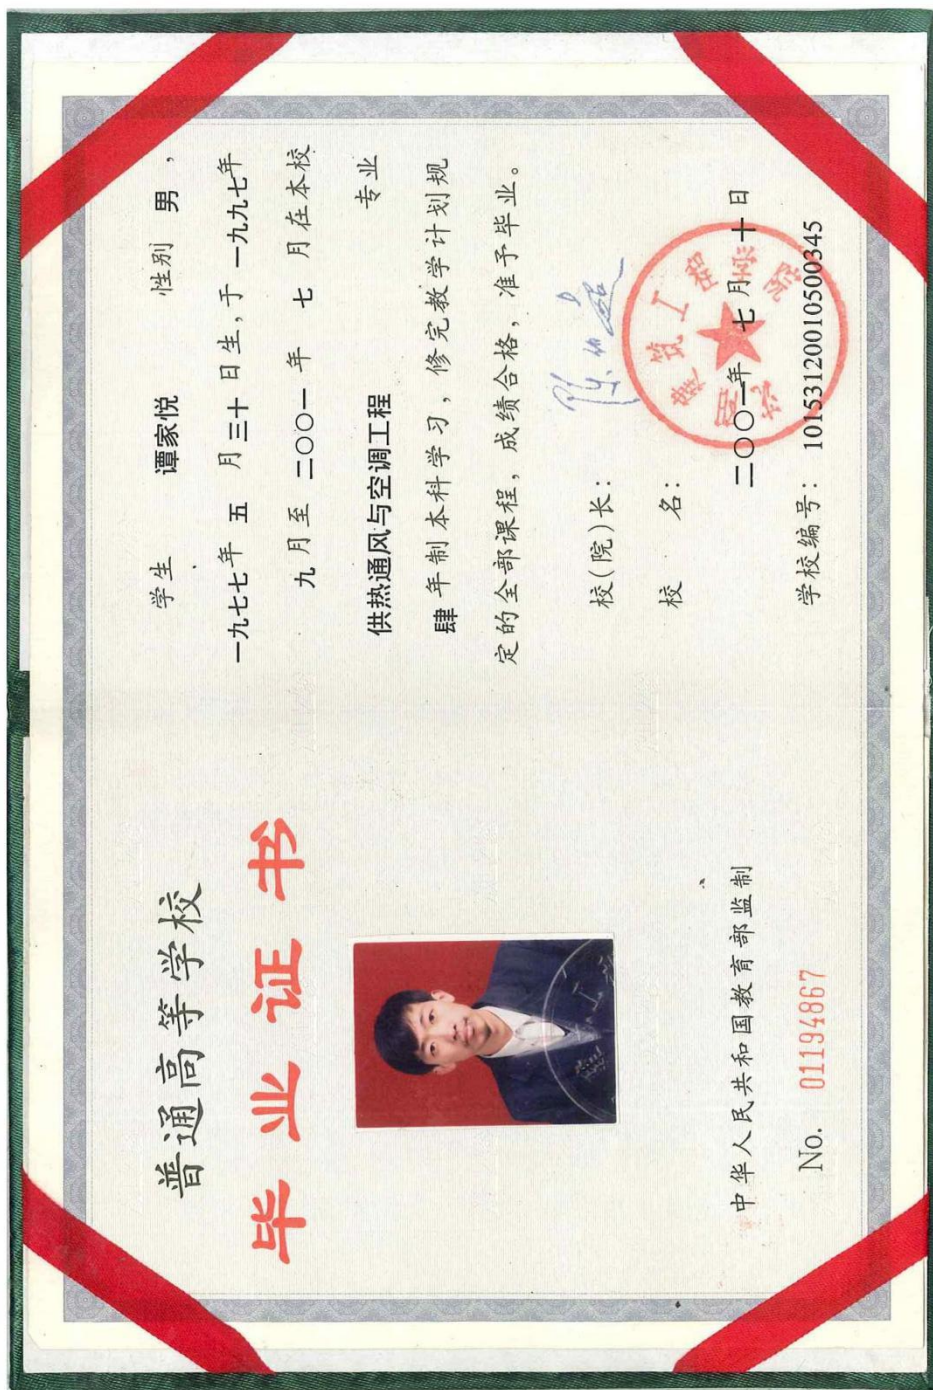 普通高等学校
毕业证书
中华人民共和国教育部监制
No. 01194867
学生 谭家悦 性别 男，
一九七七年 五 月 三十 日生，于 一九九七年
九 月至 二〇〇一 年 七 月在本校
供热通风与空调工程 专业
肆 年制本科学习，修完教学计划规
定的全部课程，成绩合格，准予毕业。
校（院）长：
校 名：
建筑工程学院
二〇〇一年 七 月 十 日
学校编号： 10153120010500345